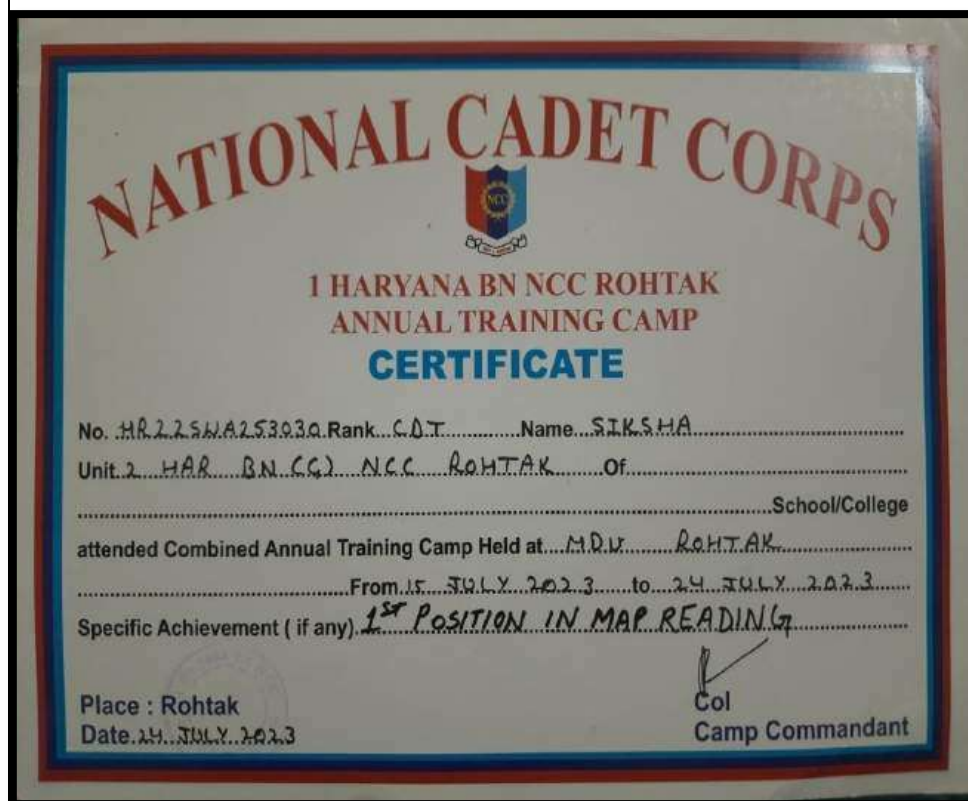 NATIONAL CADET CORPS
NCC
1 HARYANA BN NCC ROHTAK
ANNUAL TRAINING CAMP
CERTIFICATE
No. HR22SWA253030 Rank CDT Name SIKSHA
Unit 2 HAR BN (G) NCC ROHTAK Of
School/College
attended Combined Annual Training Camp Held at MDU ROHTAK
From 15 JULY 2023 to 24 JULY 2023
Specific Achievement ( if any) 1ST POSITION IN MAP READING
Place : Rohtak
Col
Date 24 JULY 2023
Camp Commandant